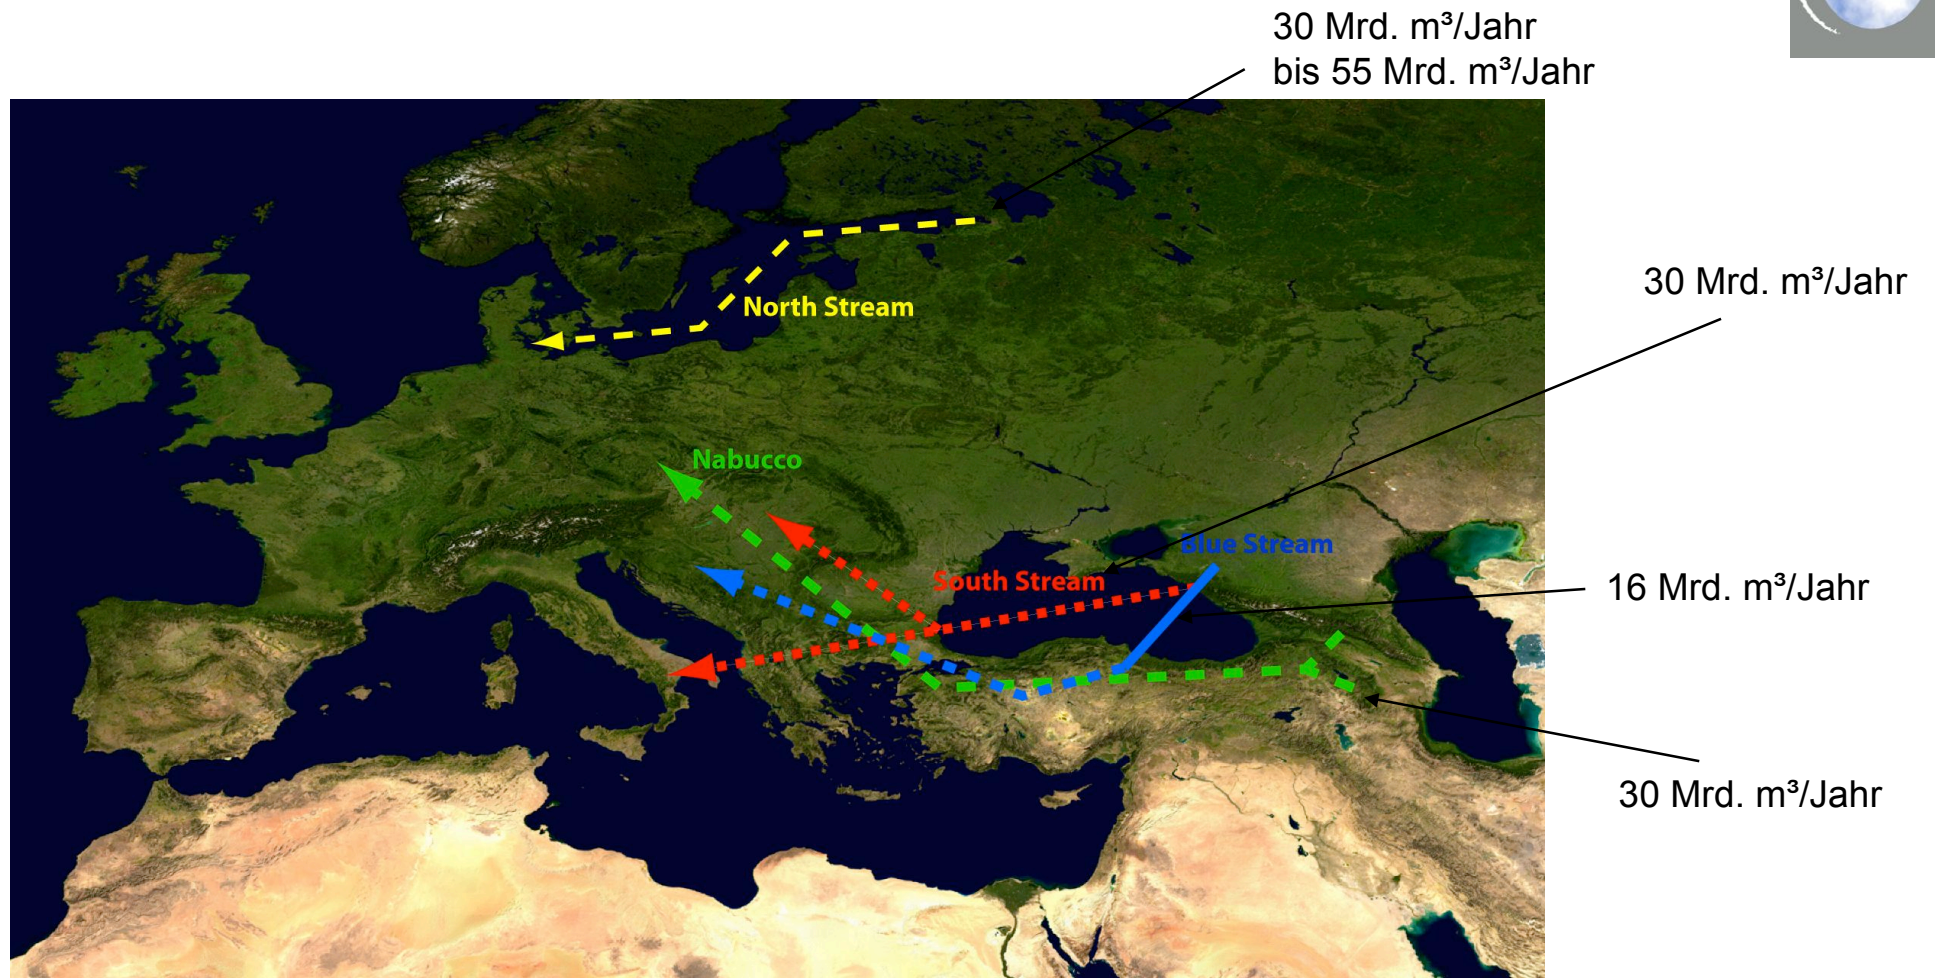 30 Mrd. m³/Jahr
bis 55 Mrd. m³/Jahr
30 Mrd. m³/Jahr
North Stream
Nabucco
Blue Stream
South Stream
16 Mrd. m³/Jahr
30 Mrd. m³/Jahr